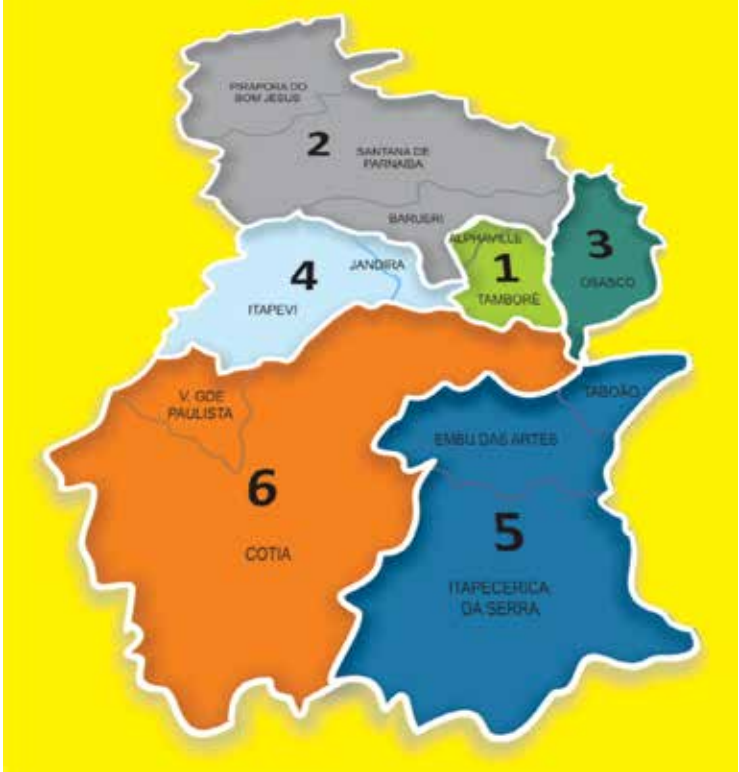 PIRAPORA DO
BOM JESUS
2
SANTANA DE
PARNAIBA
BARUERI
ALPHAVILLE
1
TAMBORÉ
3
OSASCO
4
JANDIRA
ITAPEVI
V. GDE
PAULISTA
6
COTIA
TABOÃO
EMBU DAS ARTES
5
ITAPECERICA
DA SERRA